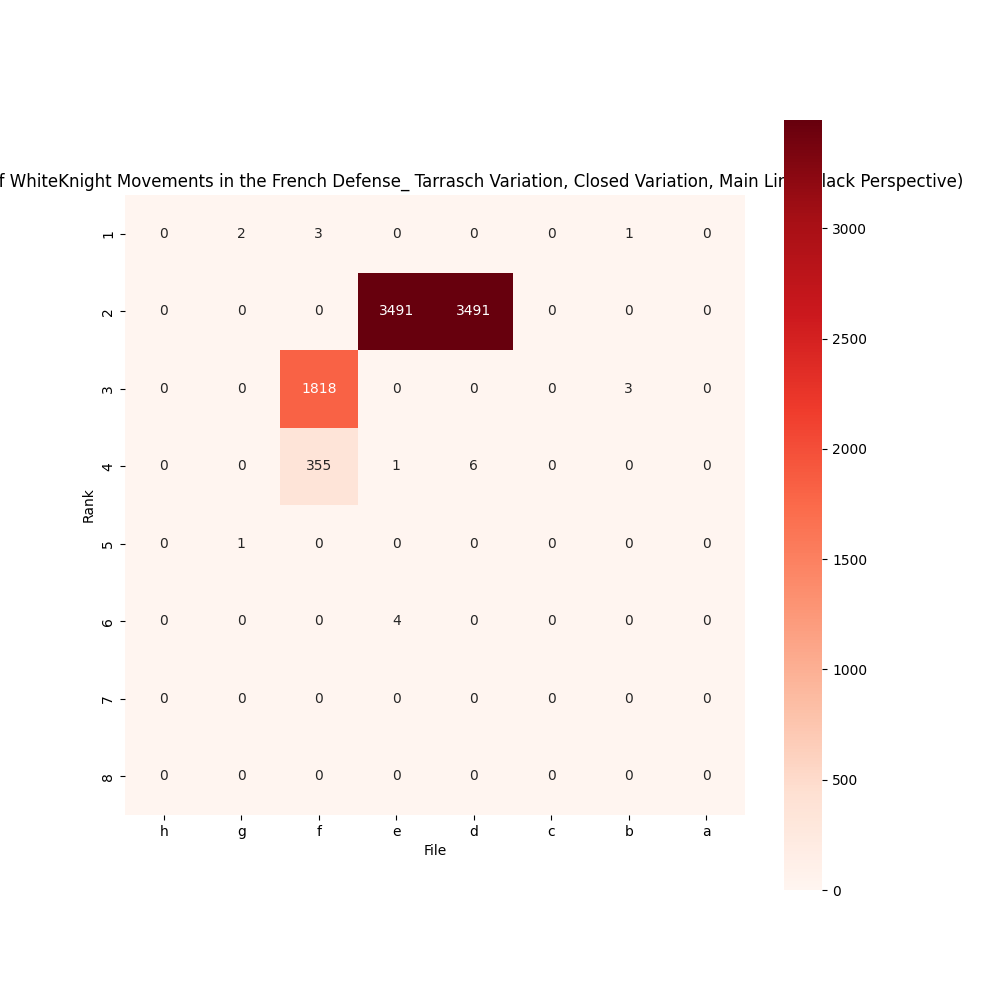 f WhiteKnight Movements in the French Defense_ Tarrasch Variation, Closed Variation, Main Lin lack Perspective)
1 0 2 3 0 0 0 1 0
2 0 0 0 3491 3491 0 0 0
3 0 0 1818 0 0 0 3 0
4 0 0 355 1 6 0 0 0
5 0 1 0 0 0 0 0 0
6 0 0 0 4 0 0 0 0
7 0 0 0 0 0 0 0 0
8 0 0 0 0 0 0 0 0
Rank
h g f e d c b a
File
3000
2500
2000
1500
1000
500
0